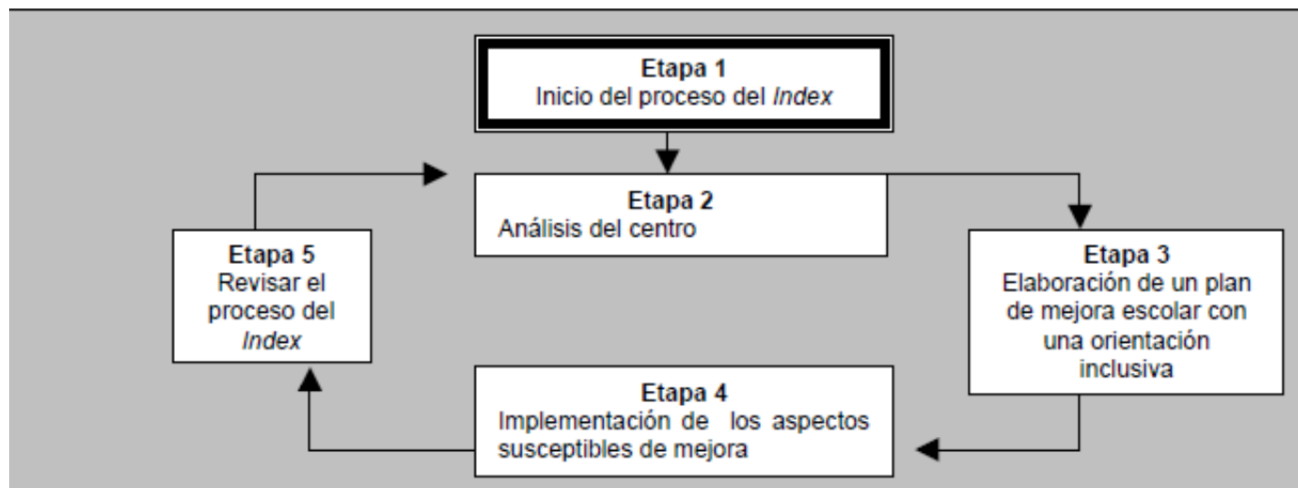 Etapa 1
Inicio del proceso del Index
Etapa 2
Análisis del centro
Etapa 3
Elaboración de un plan
de mejora escolar con
una orientación
inclusiva
Etapa 4
Implementación de los aspectos
susceptibles de mejora
Etapa 5
Revisar el
proceso del
Index